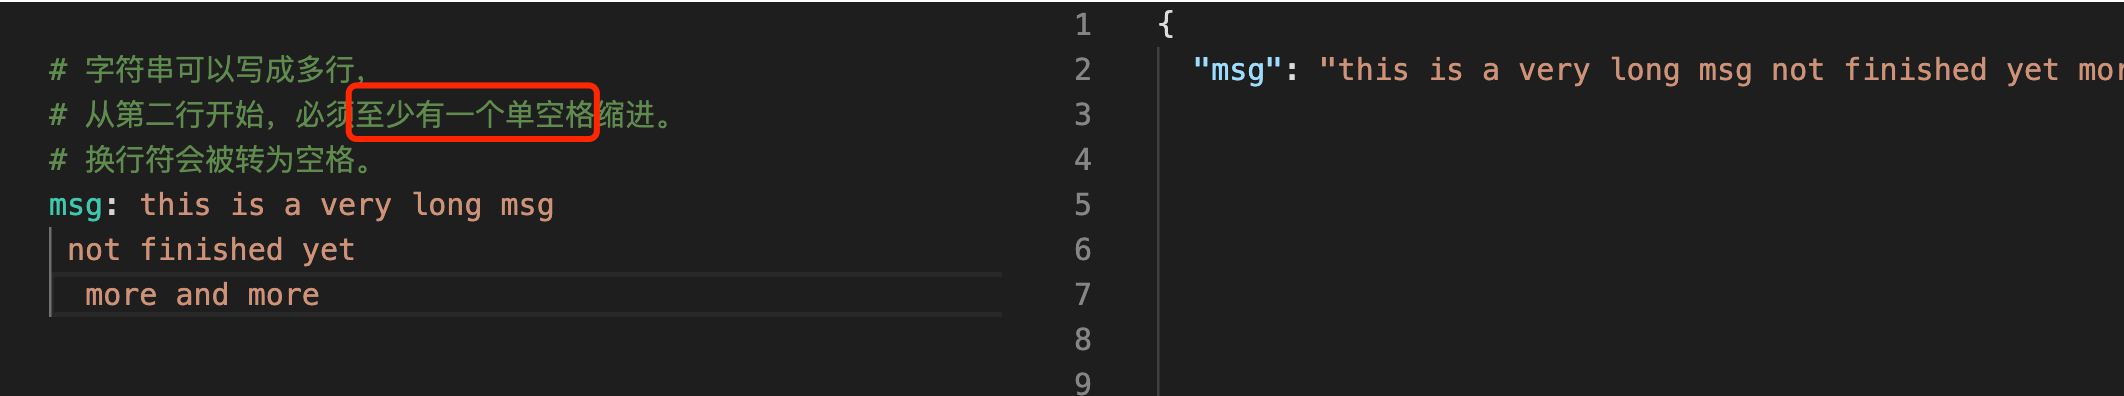 # 字符串可以写成多行,
# 从第二行开始, 必须至少有一个单空格缩进。
# 换行符会被转为空格。
msg: this is a very long msg
not finished yet
more and more
1 {
2 "msg": "this is a very long msg not finished yet mor
3
4
5
6
7
8
9